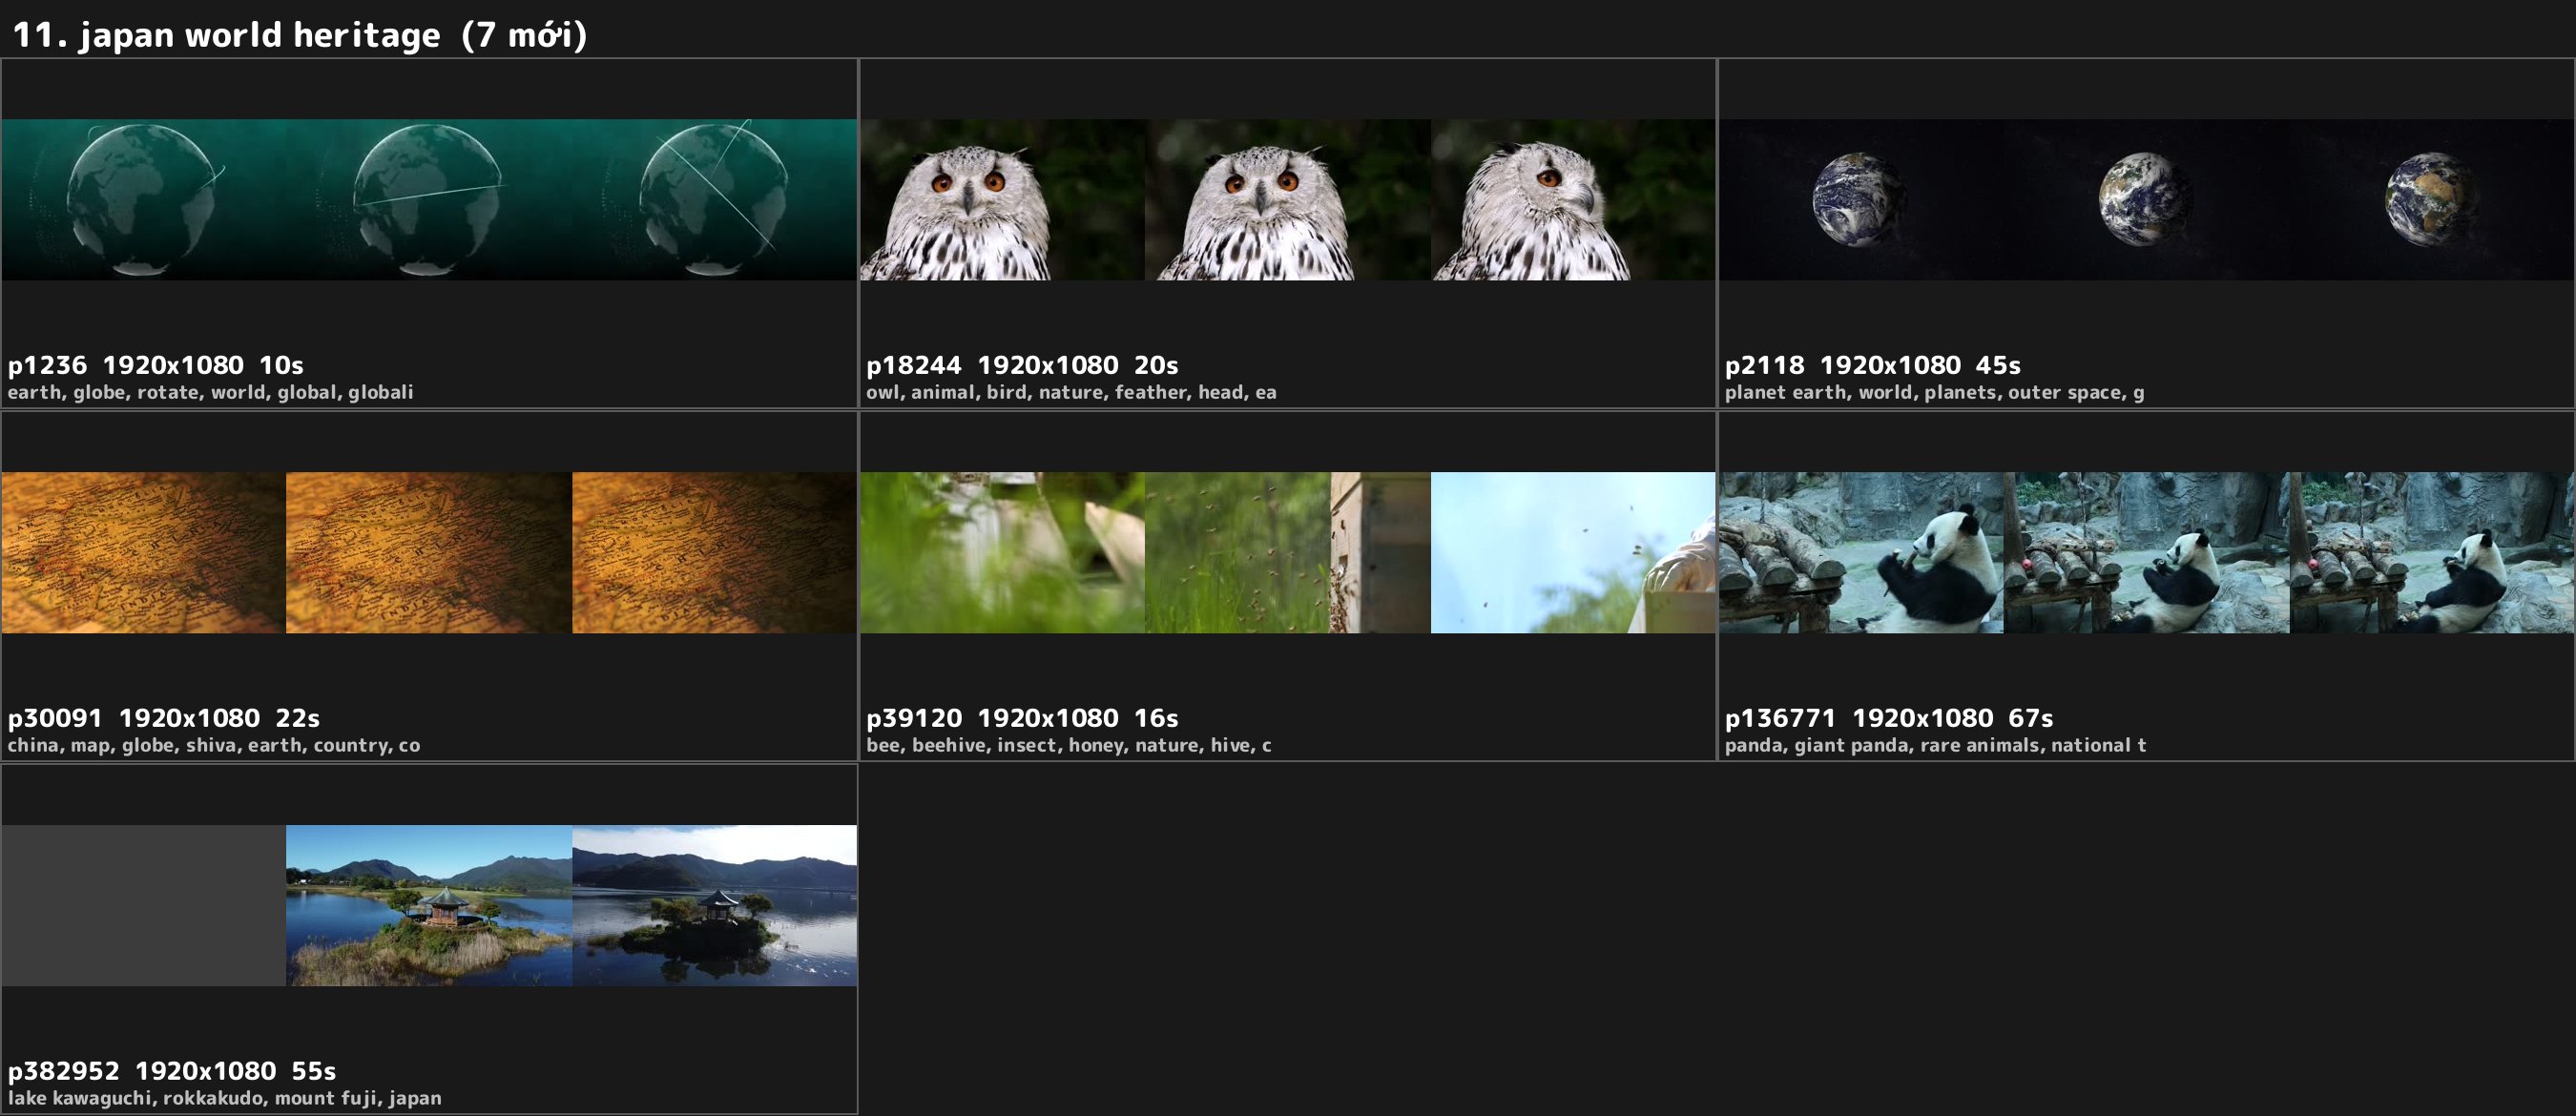 11. japan world heritage (7 mới)
p1236 1920x1080 10s
earth, globe, rotate, world, global, globali
p18244 1920x1080 20s
owl, animal, bird, nature, feather, head, ea
p2118 1920x1080 45s
planet earth, world, planets, outer space, g
p30091 1920x1080 22s
china, map, globe, shiva, earth, country, co
p39120 1920x1080 16s
bee, beehive, insect, honey, nature, hive, c
p136771 1920x1080 67s
panda, giant panda, rare animals, national t
p382952 1920x1080 55s
lake kawaguchi, rokkakudo, mount fuji, japan